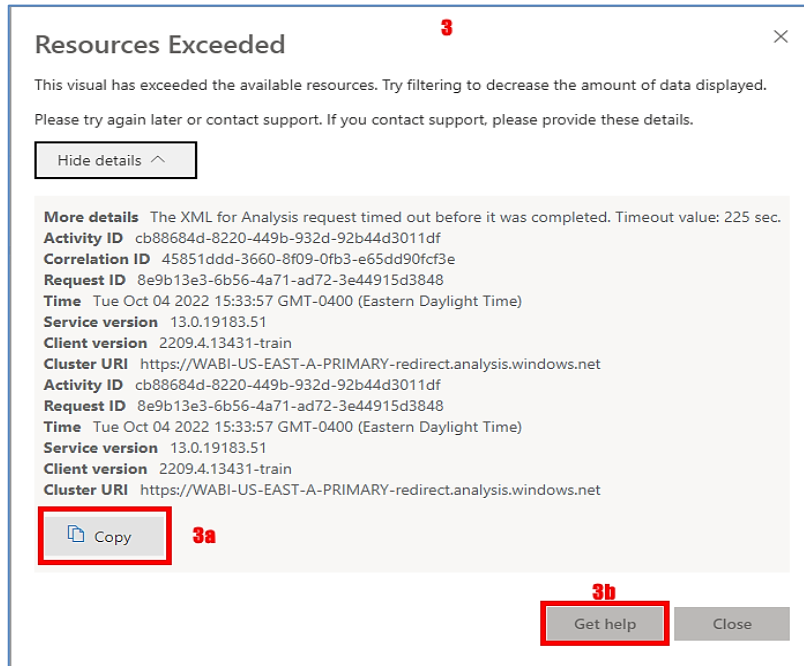 3
Resources Exceeded
This visual has exceeded the available resources. Try filtering to decrease the amount of data displayed.
Please try again later or contact support. If you contact support, please provide these details.
Hide details
More details The XML for Analysis request timed out before it was completed. Timeout value: 225 sec.
Activity ID cb88684d-8220-449b-932d-92b44d3011df
Correlation ID 45851ddd-3660-8f09-0fb3-e65dd90fcf3e
Request ID 8e9b13e3-6b56-4a71-ad72-3e44915d3848
Time Tue Oct 04 2022 15:33:57 GMT-0400 (Eastern Daylight Time)
Service version 13.0.19183.51
Client version 2209.4.13431-train
Cluster URI https://WABI-US-EAST-A-PRIMARY-redirect.analysis.windows.net
Activity ID cb88684d-8220-449b-932d-92b44d3011df
Request ID 8e9b13e3-6b56-4a71-ad72-3e44915d3848
Time Tue Oct 04 2022 15:33:57 GMT-0400 (Eastern Daylight Time)
Service version 13.0.19183.51
Client version 2209.4.13431-train
Cluster URI https://WABI-US-EAST-A-PRIMARY-redirect.analysis.windows.net
Copy 3a
3b
Get help Close